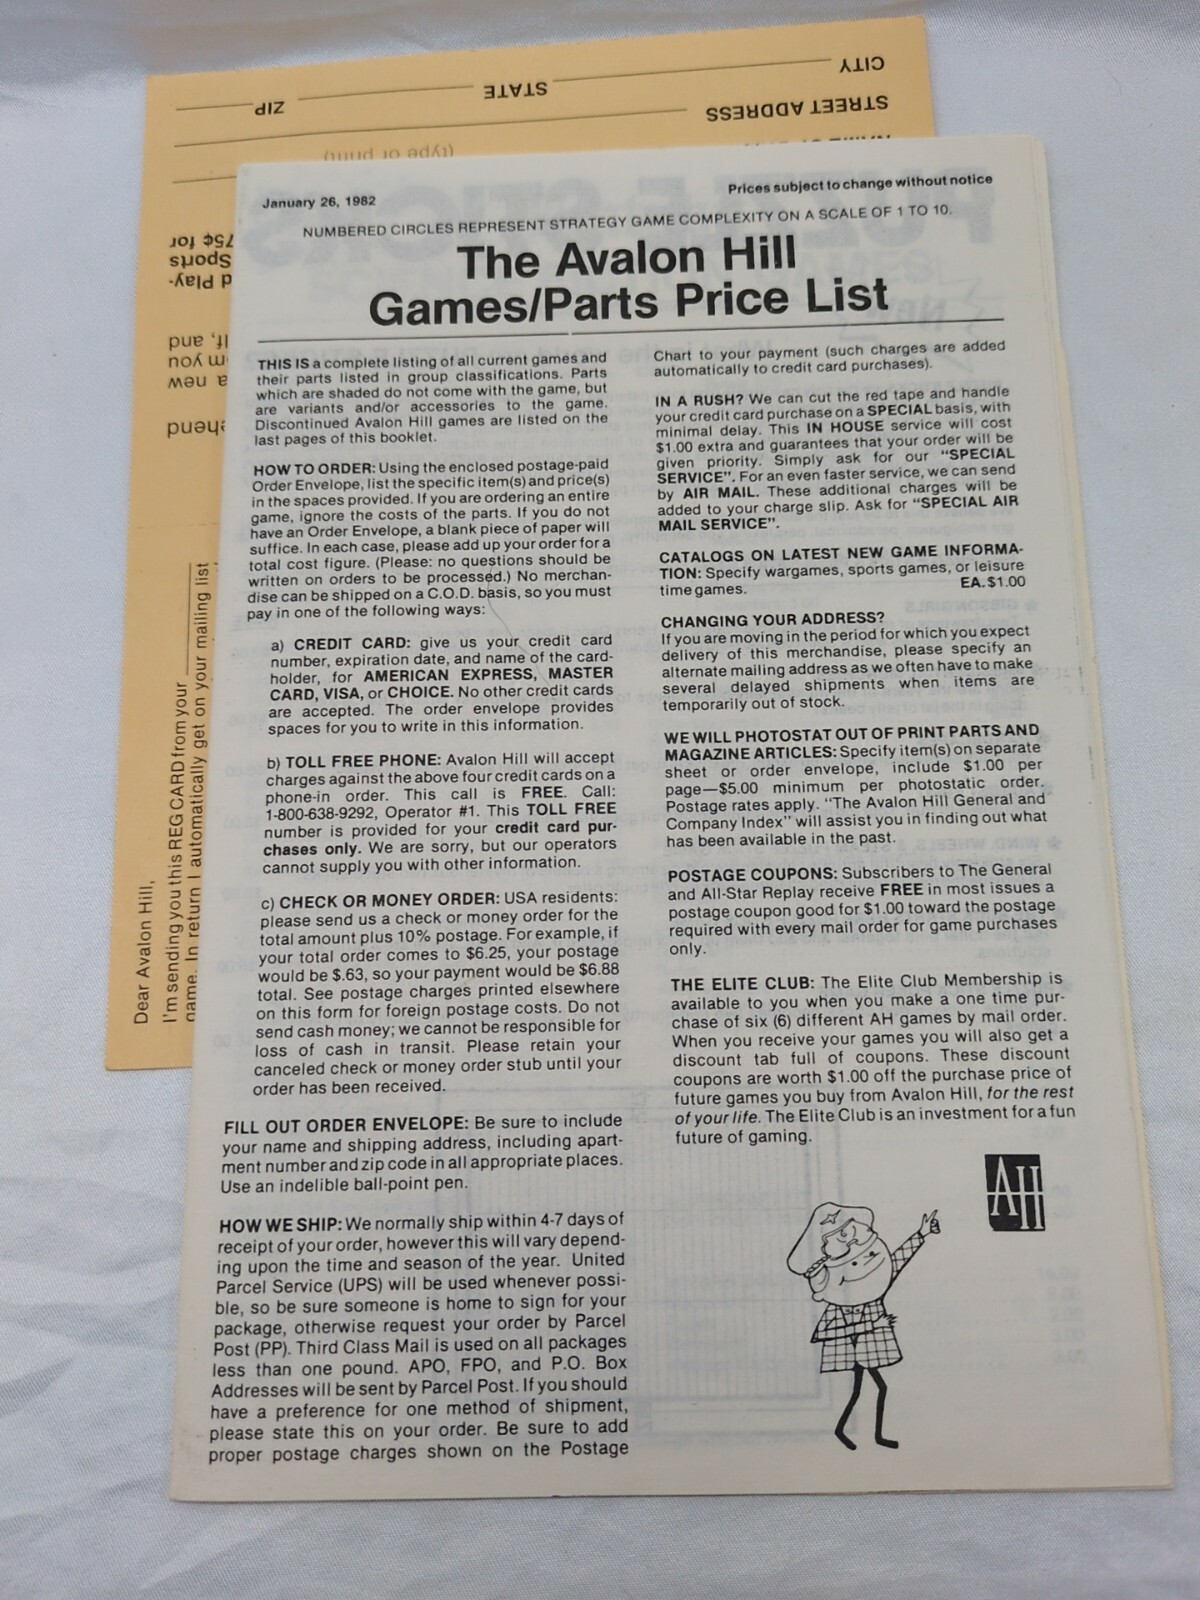 CITY
STATE
ZIP
STREET ADDRESS
(type or print)
75¢ for
Sports
d Play-
lf, and
om you
a new
ehend
Dear Avalon Hill,
I'm sending you this REG CARD from your
name. In return I automatically get on your mailing list
January 26, 1982
Prices subject to change without notice
NUMBERED CIRCLES REPRESENT STRATEGY GAME COMPLEXITY ON A SCALE OF 1 TO 10.
The Avalon Hill
Games/Parts Price List
THIS IS a complete listing of all current games and
their parts listed in group classifications. Parts
which are shaded do not come with the game, but
are variants and/or accessories to the game.
Discontinued Avalon Hill games are listed on the
last pages of this booklet.
HOW TO ORDER: Using the enclosed postage-paid
Order Envelope, list the specific item(s) and price(s)
in the spaces provided. If you are ordering an entire
game, ignore the costs of the parts. If you do not
have an Order Envelope, a blank piece of paper will
suffice. In each case, please add up your order for a
total cost figure. (Please: no questions should be
written on orders to be processed.) No merchan-
dise can be shipped on a C.O.D. basis, so you must
pay in one of the following ways:
a) CREDIT CARD: give us your credit card
number, expiration date, and name of the card-
holder, for AMERICAN EXPRESS, MASTER
CARD, VISA, or CHOICE. No other credit cards
are accepted. The order envelope provides
spaces for you to write in this information.
b) TOLL FREE PHONE: Avalon Hill will accept
charges against the above four credit cards on a
phone-in order. This call is FREE. Call:
1-800-638-9292, Operator #1. This TOLL FREE
number is provided for your credit card pur-
chases only. We are sorry, but our operators
cannot supply you with other information.
c) CHECK OR MONEY ORDER: USA residents:
please send us a check or money order for the
total amount plus 10% postage. For example, if
your total order comes to $6.25, your postage
would be $.63, so your payment would be $6.88
total. See postage charges printed elsewhere
on this form for foreign postage costs. Do not
send cash money; we cannot be responsible for
loss of cash in transit. Please retain your
canceled check or money order stub until your
order has been received.
FILL OUT ORDER ENVELOPE: Be sure to include
your name and shipping address, including apart-
ment number and zip code in all appropriate places.
Use an indelible ball-point pen.
HOW WE SHIP: We normally ship within 4-7 days of
receipt of your order, however this will vary depend-
ing upon the time and season of the year. United
Parcel Service (UPS) will be used whenever possi-
ble, so be sure someone is home to sign for your
package, otherwise request your order by Parcel
Post (PP). Third Class Mail is used on all packages
less than one pound. APO, FPO, and P.O. Box
Addresses will be sent by Parcel Post. If you should
have a preference for one method of shipment,
please state this on your order. Be sure to add
proper postage charges shown on the Postage
Chart to your payment (such charges are added
automatically to credit card purchases).
IN A RUSH? We can cut the red tape and handle
your credit card purchase on a SPECIAL basis, with
minimal delay. This IN HOUSE service will cost
$1.00 extra and guarantees that your order will be
given priority. Simply ask for our "SPECIAL
SERVICE". For an even faster service, we can send
by AIR MAIL. These additional charges will be
added to your charge slip. Ask for "SPECIAL AIR
MAIL SERVICE".
CATALOGS ON LATEST NEW GAME INFORMA-
TION: Specify wargames, sports games, or leisure
time games. EA. $1.00
CHANGING YOUR ADDRESS?
If you are moving in the period for which you expect
delivery of this merchandise, please specify an
alternate mailing address as we often have to make
several delayed shipments when items are
temporarily out of stock.
WE WILL PHOTOSTAT OUT OF PRINT PARTS AND
MAGAZINE ARTICLES: Specify item(s) on separate
sheet or order envelope, include $1.00 per
page—$5.00 minimum per photostatic order.
Postage rates apply. "The Avalon Hill General and
Company Index" will assist you in finding out what
has been available in the past.
POSTAGE COUPONS: Subscribers to The General
and All-Star Replay receive FREE in most issues a
postage coupon good for $1.00 toward the postage
required with every mail order for game purchases
only.
THE ELITE CLUB: The Elite Club Membership is
available to you when you make a one time pur-
chase of six (6) different AH games by mail order.
When you receive your games you will also get a
discount tab full of coupons. These discount
coupons are worth $1.00 off the purchase price of
future games you buy from Avalon Hill, for the rest
of your life. The Elite Club is an investment for a fun
future of gaming.
AH